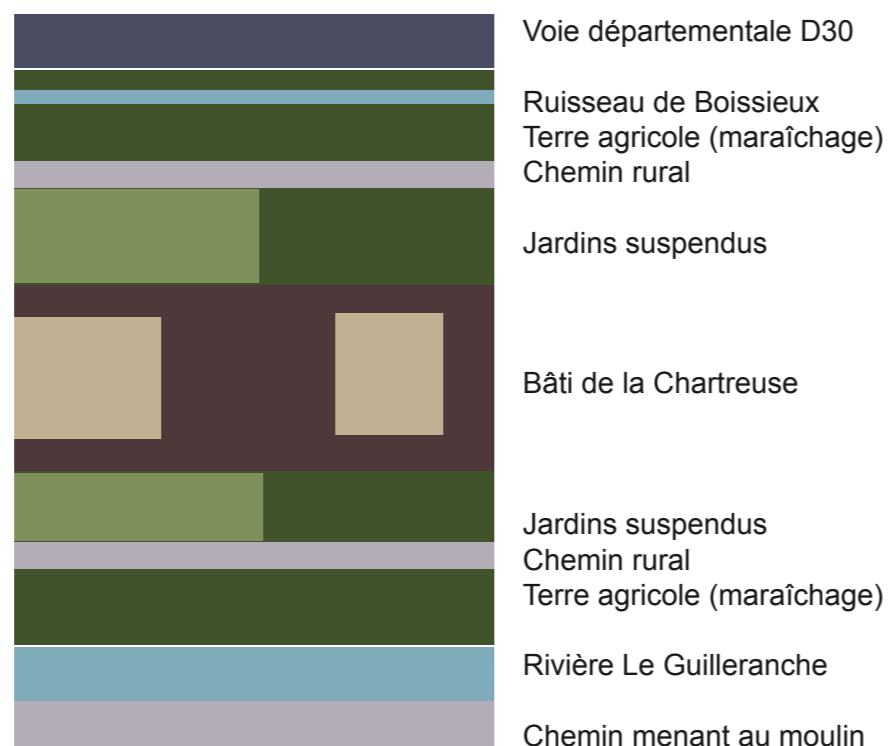 Voie départementale D30
Ruisseau de Boissieux
Terre agricole (maraîchage)
Chemin rural
Jardins suspendus
Bâti de la Chartreuse
Jardins suspendus
Chemin rural
Terre agricole (maraîchage)
Rivière Le Guilleranche
Chemin menant au moulin